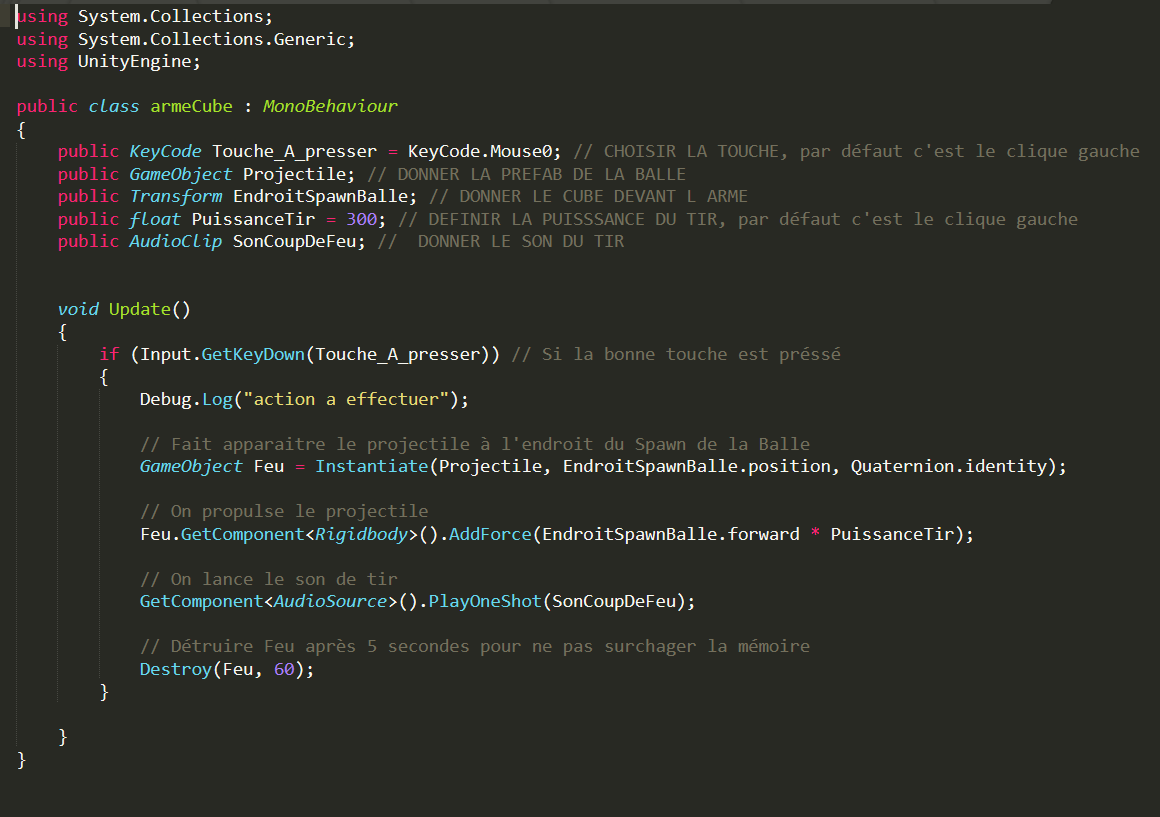 using System.Collections;
using System.Collections.Generic;
using UnityEngine;

public class armeCube : MonoBehaviour
{
    public KeyCode Touche_A_presser = KeyCode.Mouse0; // CHOISIR LA TOUCHE, par défaut c'est le clique gauche
    public GameObject Projectile; // DONNER LA PREFAB DE LA BALLE
    public Transform EndroitSpawnBalle; // DONNER LE CUBE DEVANT L ARME
    public float PuissanceTir = 300; // DEFINIR LA PUISSSANCE DU TIR, par défaut c'est le clique gauche
    public AudioClip SonCoupDeFeu; //  DONNER LE SON DU TIR

    void Update()
    {
        if (Input.GetKeyDown(Touche_A_presser)) // Si la bonne touche est préssé
        {
            Debug.Log("action a effectuer");

            // Fait apparaitre le projectile à l'endroit du Spawn de la Balle
            GameObject Feu = Instantiate(Projectile, EndroitSpawnBalle.position, Quaternion.identity);

            // On propulse le projectile
            Feu.GetComponent<Rigidbody>().AddForce(EndroitSpawnBalle.forward * PuissanceTir);

            // On lance le son de tir
            GetComponent<AudioSource>().PlayOneShot(SonCoupDeFeu);

            // Détruire Feu après 5 secondes pour ne pas surchager la mémoire
            Destroy(Feu, 60);
        }

    }
}